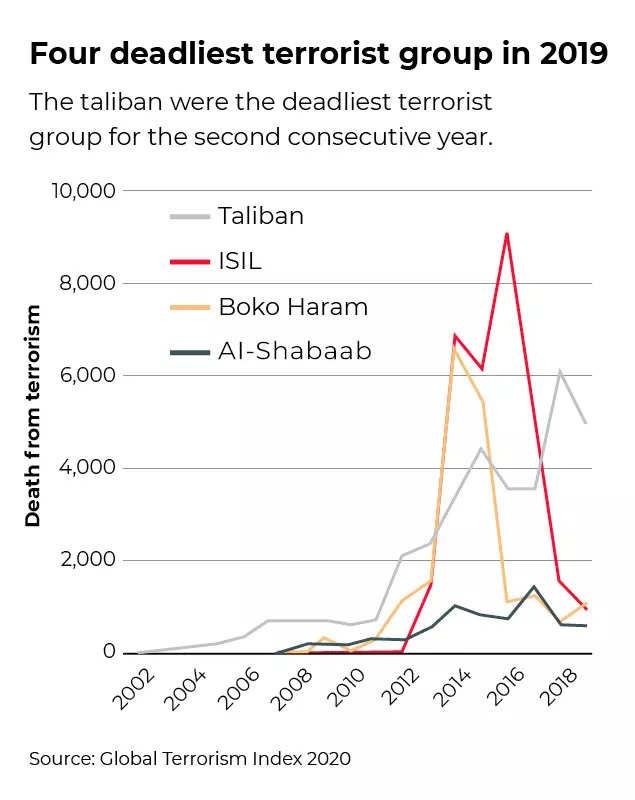 Four deadliest terrorist group in 2019
The taliban were the deadliest terrorist
group for the second consecutive year.
10,000
8,000
6,000
4,000
2,000
0
Death from terrorism
Taliban
ISIL
Boko Haram
Al-Shabaab
2002
2004
2006
2008
2010
2012
2014
2016
2018
Source: Global Terrorism Index 2020